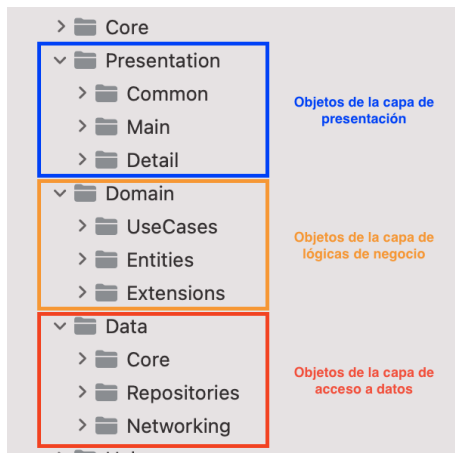 Core
Presentation
Common
Main
Detail
Objetos de la capa de
presentación
Domain
UseCases
Entities
Extensions
Objetos de la capa de
lógicas de negocio
Data
Core
Repositories
Networking
Objetos de la capa de
acceso a datos